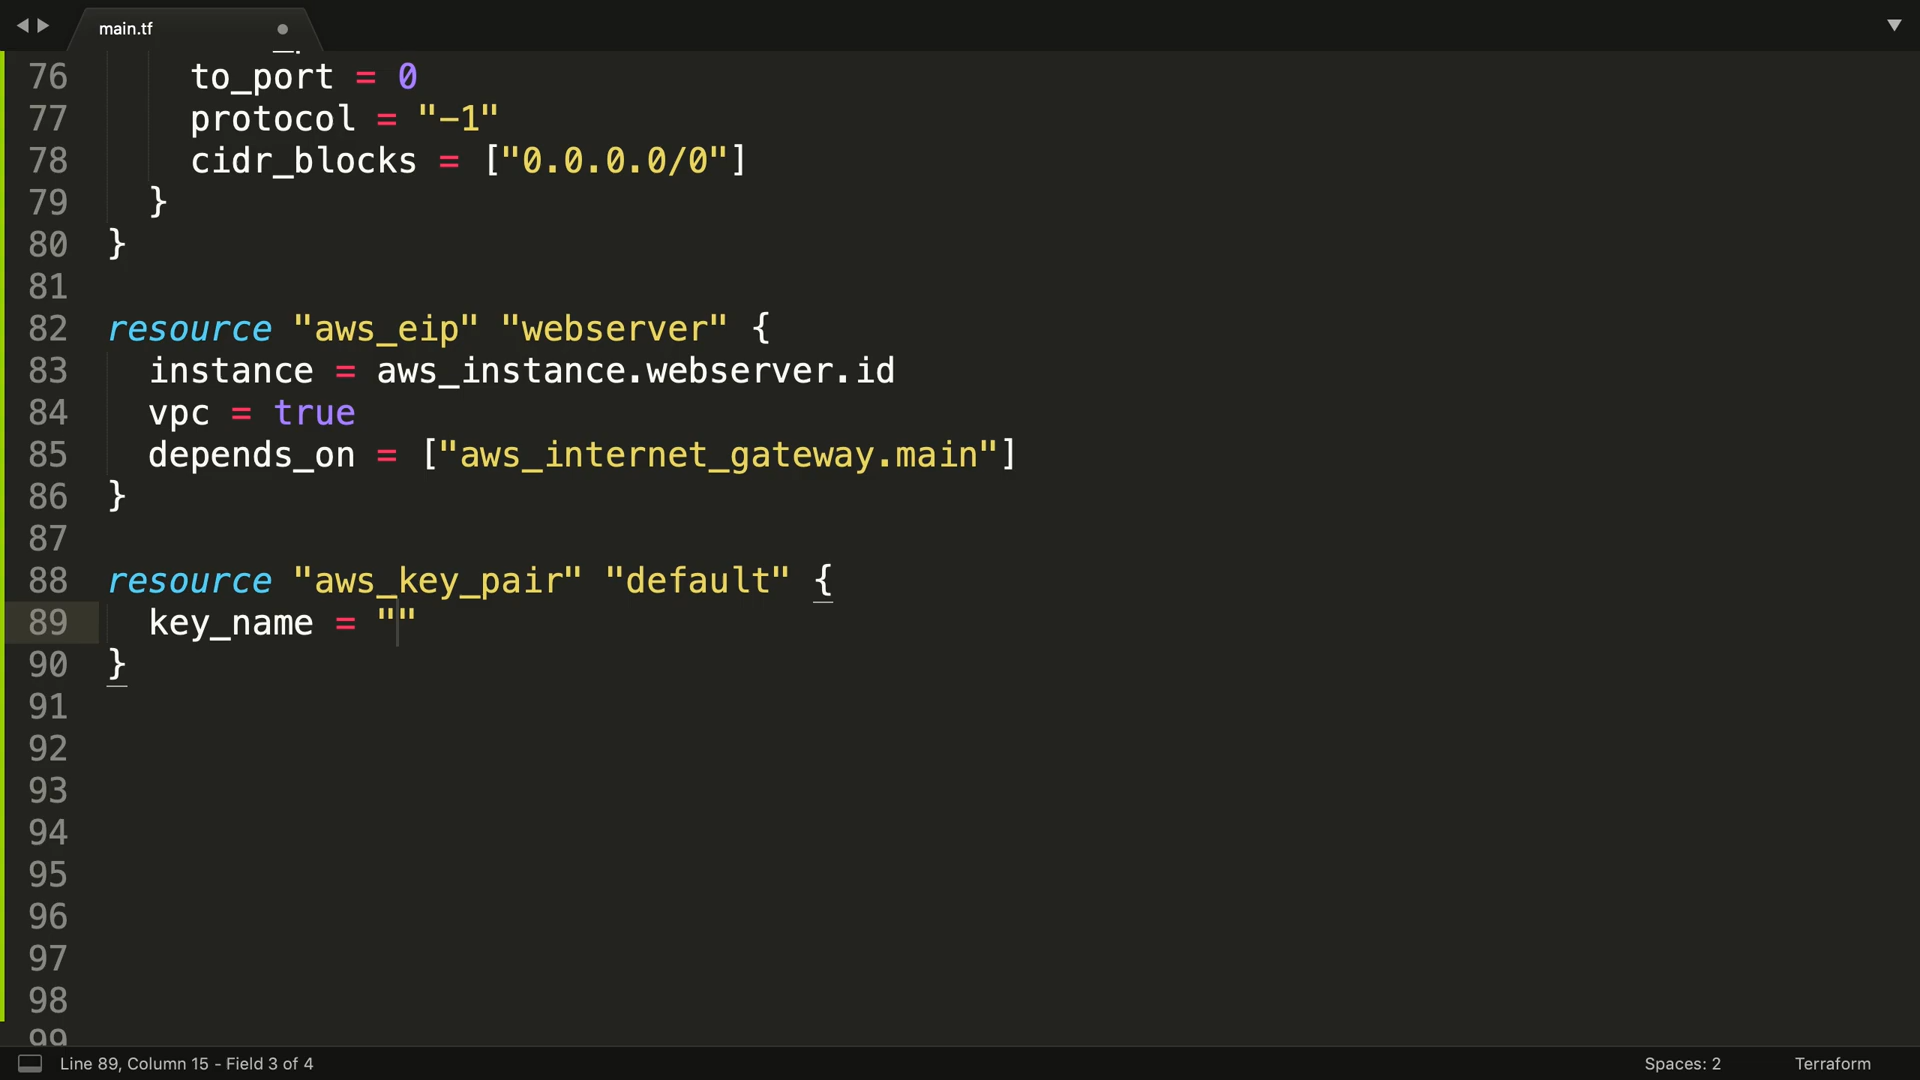 main.tf
76 to_port = 0
77 protocol = "-1"
78 cidr_blocks = ["0.0.0.0/0"]
79 }
80 }
81
82 resource "aws_eip" "webserver" {
83 instance = aws_instance.webserver.id
84 vpc = true
85 depends_on = ["aws_internet_gateway.main"]
86 }
87
88 resource "aws_key_pair" "default" {
89 key_name = ""
90 }
91
92
93
94
95
96
97
98
99
Line 89, Column 15 - Field 3 of 4
Spaces: 2
Terraform